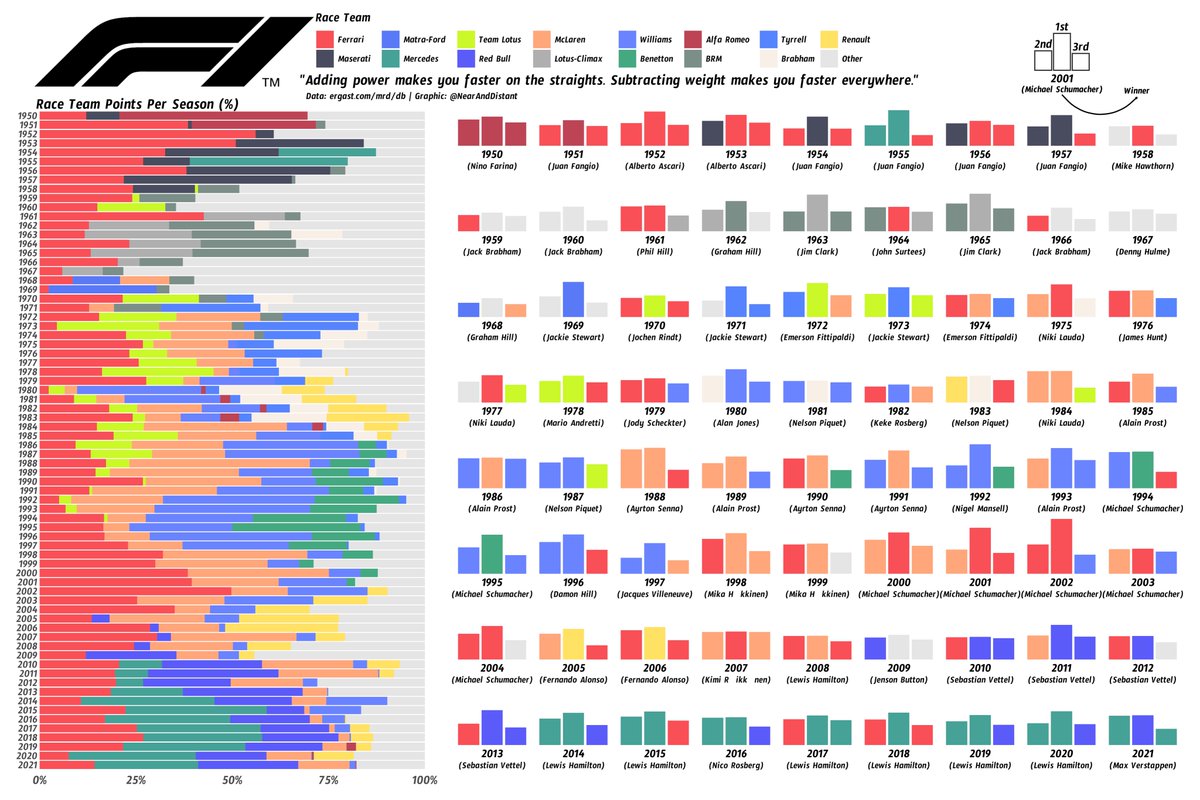 F1
TM
Race Team
Ferrari Matra-Ford Team Lotus McLaren Williams Alfa Romeo Tyrrell Renault
Maserati Mercedes Red Bull Lotus-Climax Benetton BRM Brabham Other
"Adding power makes you faster on the straights. Subtracting weight makes you faster everywhere."
Data: ergast.com/mrd/db | Graphic: @NearAndDistant
1st
2nd 3rd
2001
(Michael Schumacher) Winner
Race Team Points Per Season (%)
1950
1951
1952
1953
1954
1955
1956
1957
1958
1959
1960
1961
1962
1963
1964
1965
1966
1967
1968
1969
1970
1971
1972
1973
1974
1975
1976
1977
1978
1979
1980
1981
1982
1983
1984
1985
1986
1987
1988
1989
1990
1991
1992
1993
1994
1995
1996
1997
1998
1999
2000
2001
2002
2003
2004
2005
2006
2007
2008
2009
2010
2011
2012
2013
2014
2015
2016
2017
2018
2019
2020
2021
0% 25% 50% 75% 100%
1950 1951 1952 1953 1954 1955 1956 1957 1958
(Nino Farina) (Juan Fangio) (Alberto Ascari) (Alberto Ascari) (Juan Fangio) (Juan Fangio) (Juan Fangio) (Juan Fangio) (Mike Hawthorn)
1959 1960 1961 1962 1963 1964 1965 1966 1967
(Jack Brabham) (Jack Brabham) (Phil Hill) (Graham Hill) (Jim Clark) (John Surtees) (Jim Clark) (Jack Brabham) (Denny Hulme)
1968 1969 1970 1971 1972 1973 1974 1975 1976
(Graham Hill) (Jackie Stewart) (Jochen Rindt) (Jackie Stewart) (Emerson Fittipaldi) (Jackie Stewart) (Emerson Fittipaldi) (Niki Lauda) (James Hunt)
1977 1978 1979 1980 1981 1982 1983 1984 1985
(Niki Lauda) (Mario Andretti) (Jody Scheckter) (Alan Jones) (Nelson Piquet) (Keke Rosberg) (Nelson Piquet) (Niki Lauda) (Alain Prost)
1986 1987 1988 1989 1990 1991 1992 1993 1994
(Alain Prost) (Nelson Piquet) (Ayrton Senna) (Alain Prost) (Ayrton Senna) (Ayrton Senna) (Nigel Mansell) (Alain Prost) (Michael Schumacher)
1995 1996 1997 1998 1999 2000 2001 2002 2003
(Michael Schumacher) (Damon Hill) (Jacques Villeneuve) (Mika H kkinen) (Mika H kkinen) (Michael Schumacher) (Michael Schumacher) (Michael Schumacher) (Michael Schumacher)
2004 2005 2006 2007 2008 2009 2010 2011 2012
(Michael Schumacher) (Fernando Alonso) (Fernando Alonso) (Kimi R ikk nen) (Lewis Hamilton) (Jenson Button) (Sebastian Vettel) (Sebastian Vettel) (Sebastian Vettel)
2013 2014 2015 2016 2017 2018 2019 2020 2021
(Sebastian Vettel) (Lewis Hamilton) (Lewis Hamilton) (Nico Rosberg) (Lewis Hamilton) (Lewis Hamilton) (Lewis Hamilton) (Lewis Hamilton) (Max Verstappen)